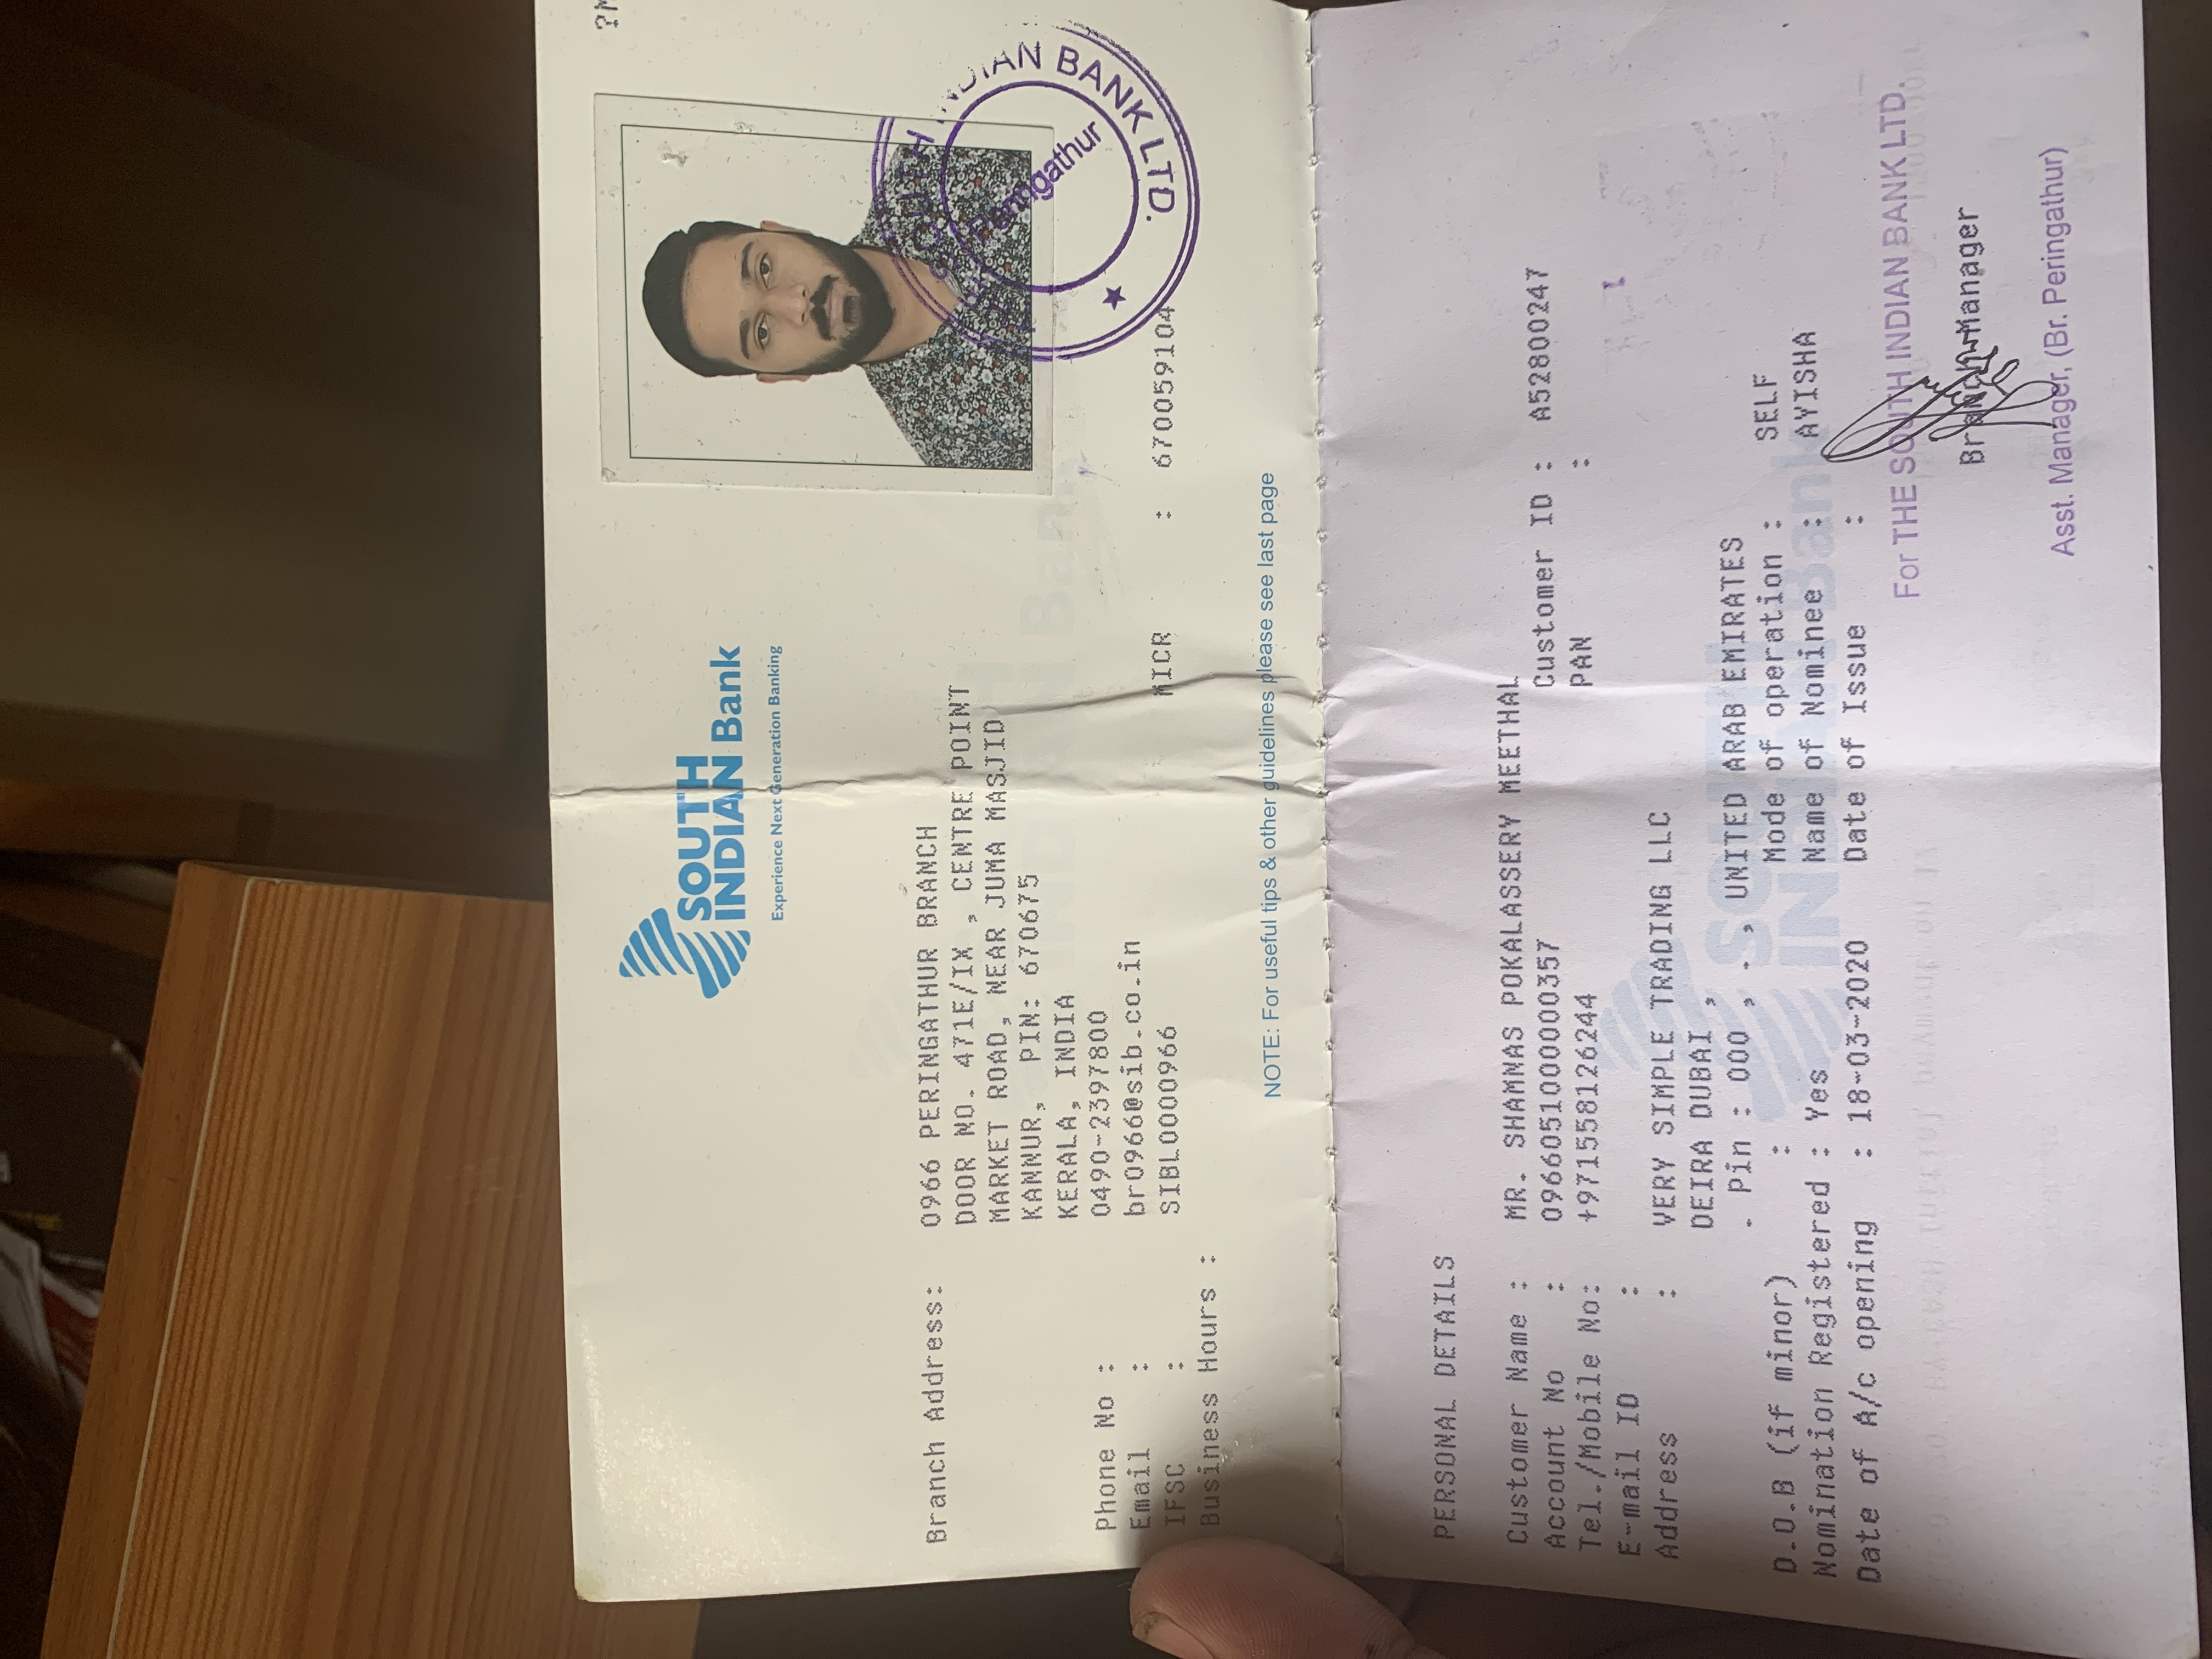 SOUTH
INDIAN Bank
Experience Next Generation Banking
?M
Branch Address: 0966 PERINGATHUR BRANCH
DOOR NO. 471E/IX , CENTRE POINT
MARKET ROAD, NEAR JUMA MASJID
KANNUR, PIN: 670675
KERALA, INDIA
Phone No : 0490-2397800
Email : br0966@sib.co.in
IFSC : SIBL0000966 MICR : 670059104
Business Hours :
SOUTH INDIAN BANK LTD.
Peringathur
NOTE: For useful tips & other guidelines please see last page
PERSONAL DETAILS
Customer Name : MR. SHAMNAS POKALASSERY MEETHAL
Account No : 0966051000000357 Customer ID : A52800247
Tel./Mobile No: +971558126244 PAN :
E-mail ID :
Address : VERY SIMPLE TRADING LLC
DEIRA DUBAI ,
. Pin : 000 , . , UNITED ARAB EMIRATES
D.O.B (if minor) : Mode of operation : SELF
Nomination Registered : Yes Name of Nominee : AYISHA
Date of A/c opening : 18-03-2020 Date of Issue :
For THE SOUTH INDIAN BANK LTD.
Branch Manager
Asst. Manager, (Br. Peringathur)